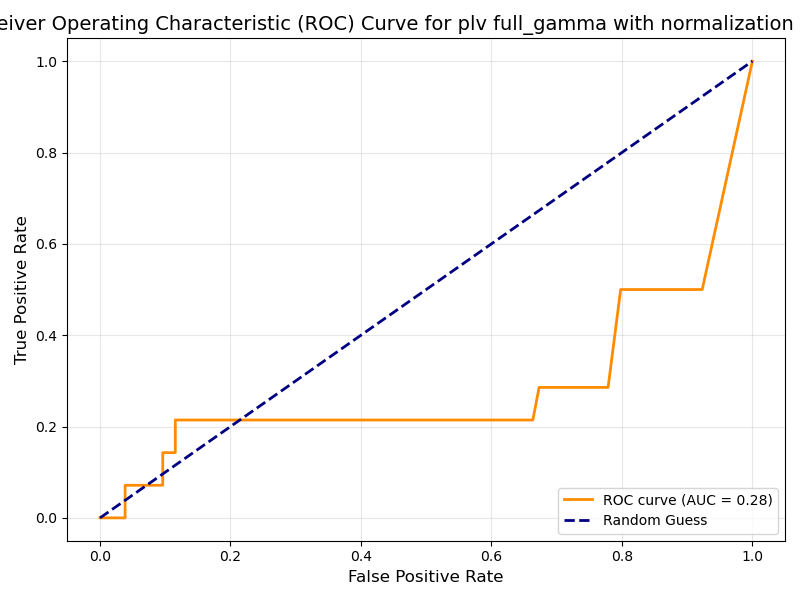 eiver Operating Characteristic (ROC) Curve for plv full_gamma with normalization
True Positive Rate
1.0
0.8
0.6
0.4
0.2
0.0
0.0 0.2 0.4 0.6 0.8 1.0
False Positive Rate
ROC curve (AUC = 0.28)
Random Guess